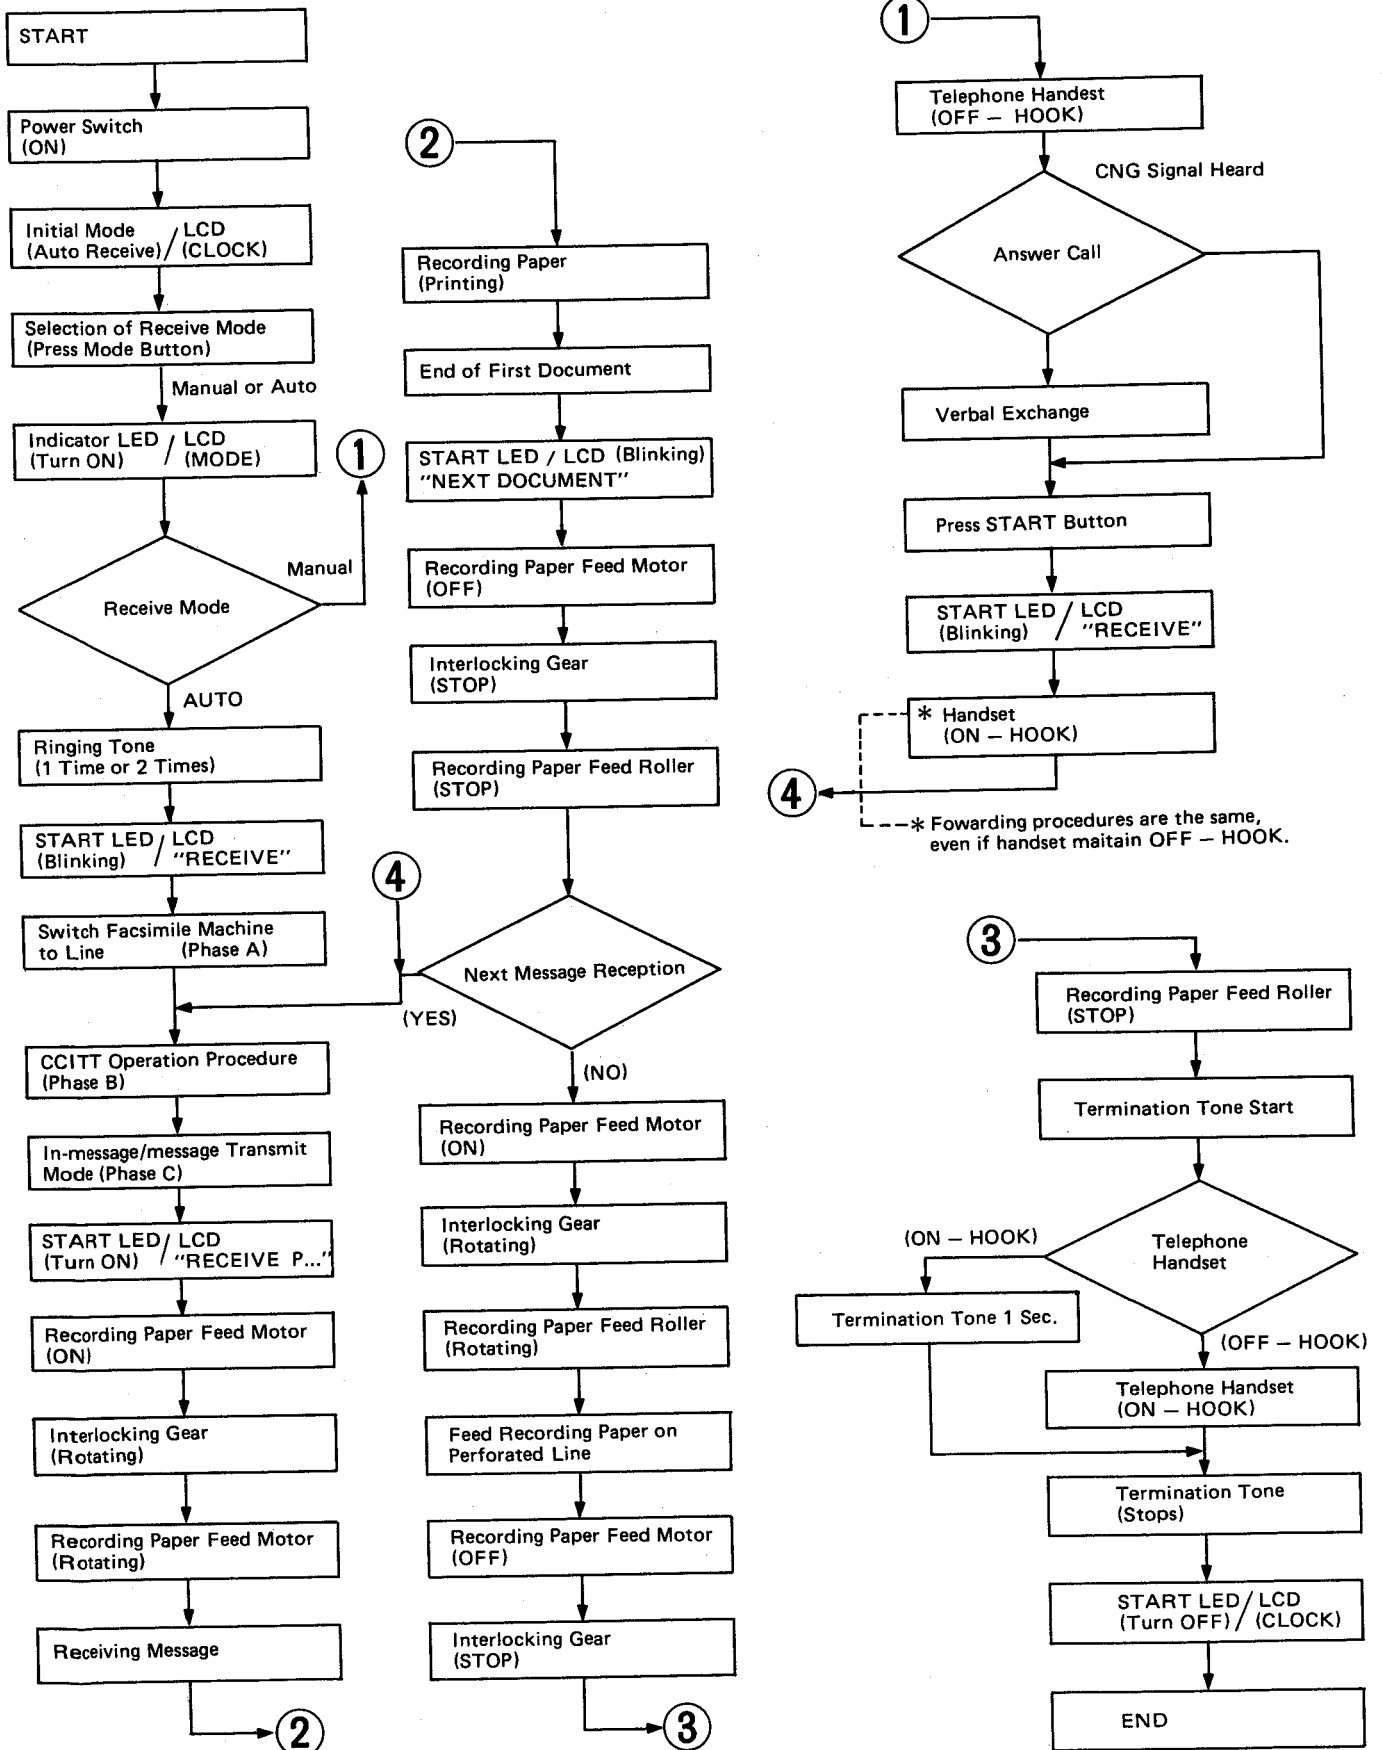 START
Power Switch
(ON)
Initial Mode / LCD
(Auto Receive) / (CLOCK)
Selection of Receive Mode
(Press Mode Button)
Manual or Auto
Indicator LED / LCD
(Turn ON) / (MODE)
1
Manual
Receive Mode
AUTO
Ringing Tone
(1 Time or 2 Times)
START LED / LCD
(Blinking) / "RECEIVE"
Switch Facsimile Machine
to Line (Phase A)
CCITT Operation Procedure
(Phase B)
In-message/message Transmit
Mode (Phase C)
START LED / LCD
(Turn ON) / "RECEIVE P..."
Recording Paper Feed Motor
(ON)
Interlocking Gear
(Rotating)
Recording Paper Feed Motor
(Rotating)
Receiving Message
2
2
Recording Paper
(Printing)
End of First Document
START LED / LCD (Blinking)
"NEXT DOCUMENT"
Recording Paper Feed Motor
(OFF)
Interlocking Gear
(STOP)
Recording Paper Feed Roller
(STOP)
4
Next Message Reception
(YES)
(NO)
Recording Paper Feed Motor
(ON)
Interlocking Gear
(Rotating)
Recording Paper Feed Roller
(Rotating)
Feed Recording Paper on
Perforated Line
Recording Paper Feed Motor
(OFF)
Interlocking Gear
(STOP)
3
1
Telephone Handest
(OFF – HOOK)
CNG Signal Heard
Answer Call
Verbal Exchange
Press START Button
START LED / LCD
(Blinking) / "RECEIVE"
* Handset
(ON – HOOK)
4
* Fowarding procedures are the same,
even if handset maitain OFF – HOOK.
3
Recording Paper Feed Roller
(STOP)
Termination Tone Start
(ON – HOOK)
Telephone
Handset
Termination Tone 1 Sec.
(OFF – HOOK)
Telephone Handset
(ON – HOOK)
Termination Tone
(Stops)
START LED / LCD
(Turn OFF) / (CLOCK)
END